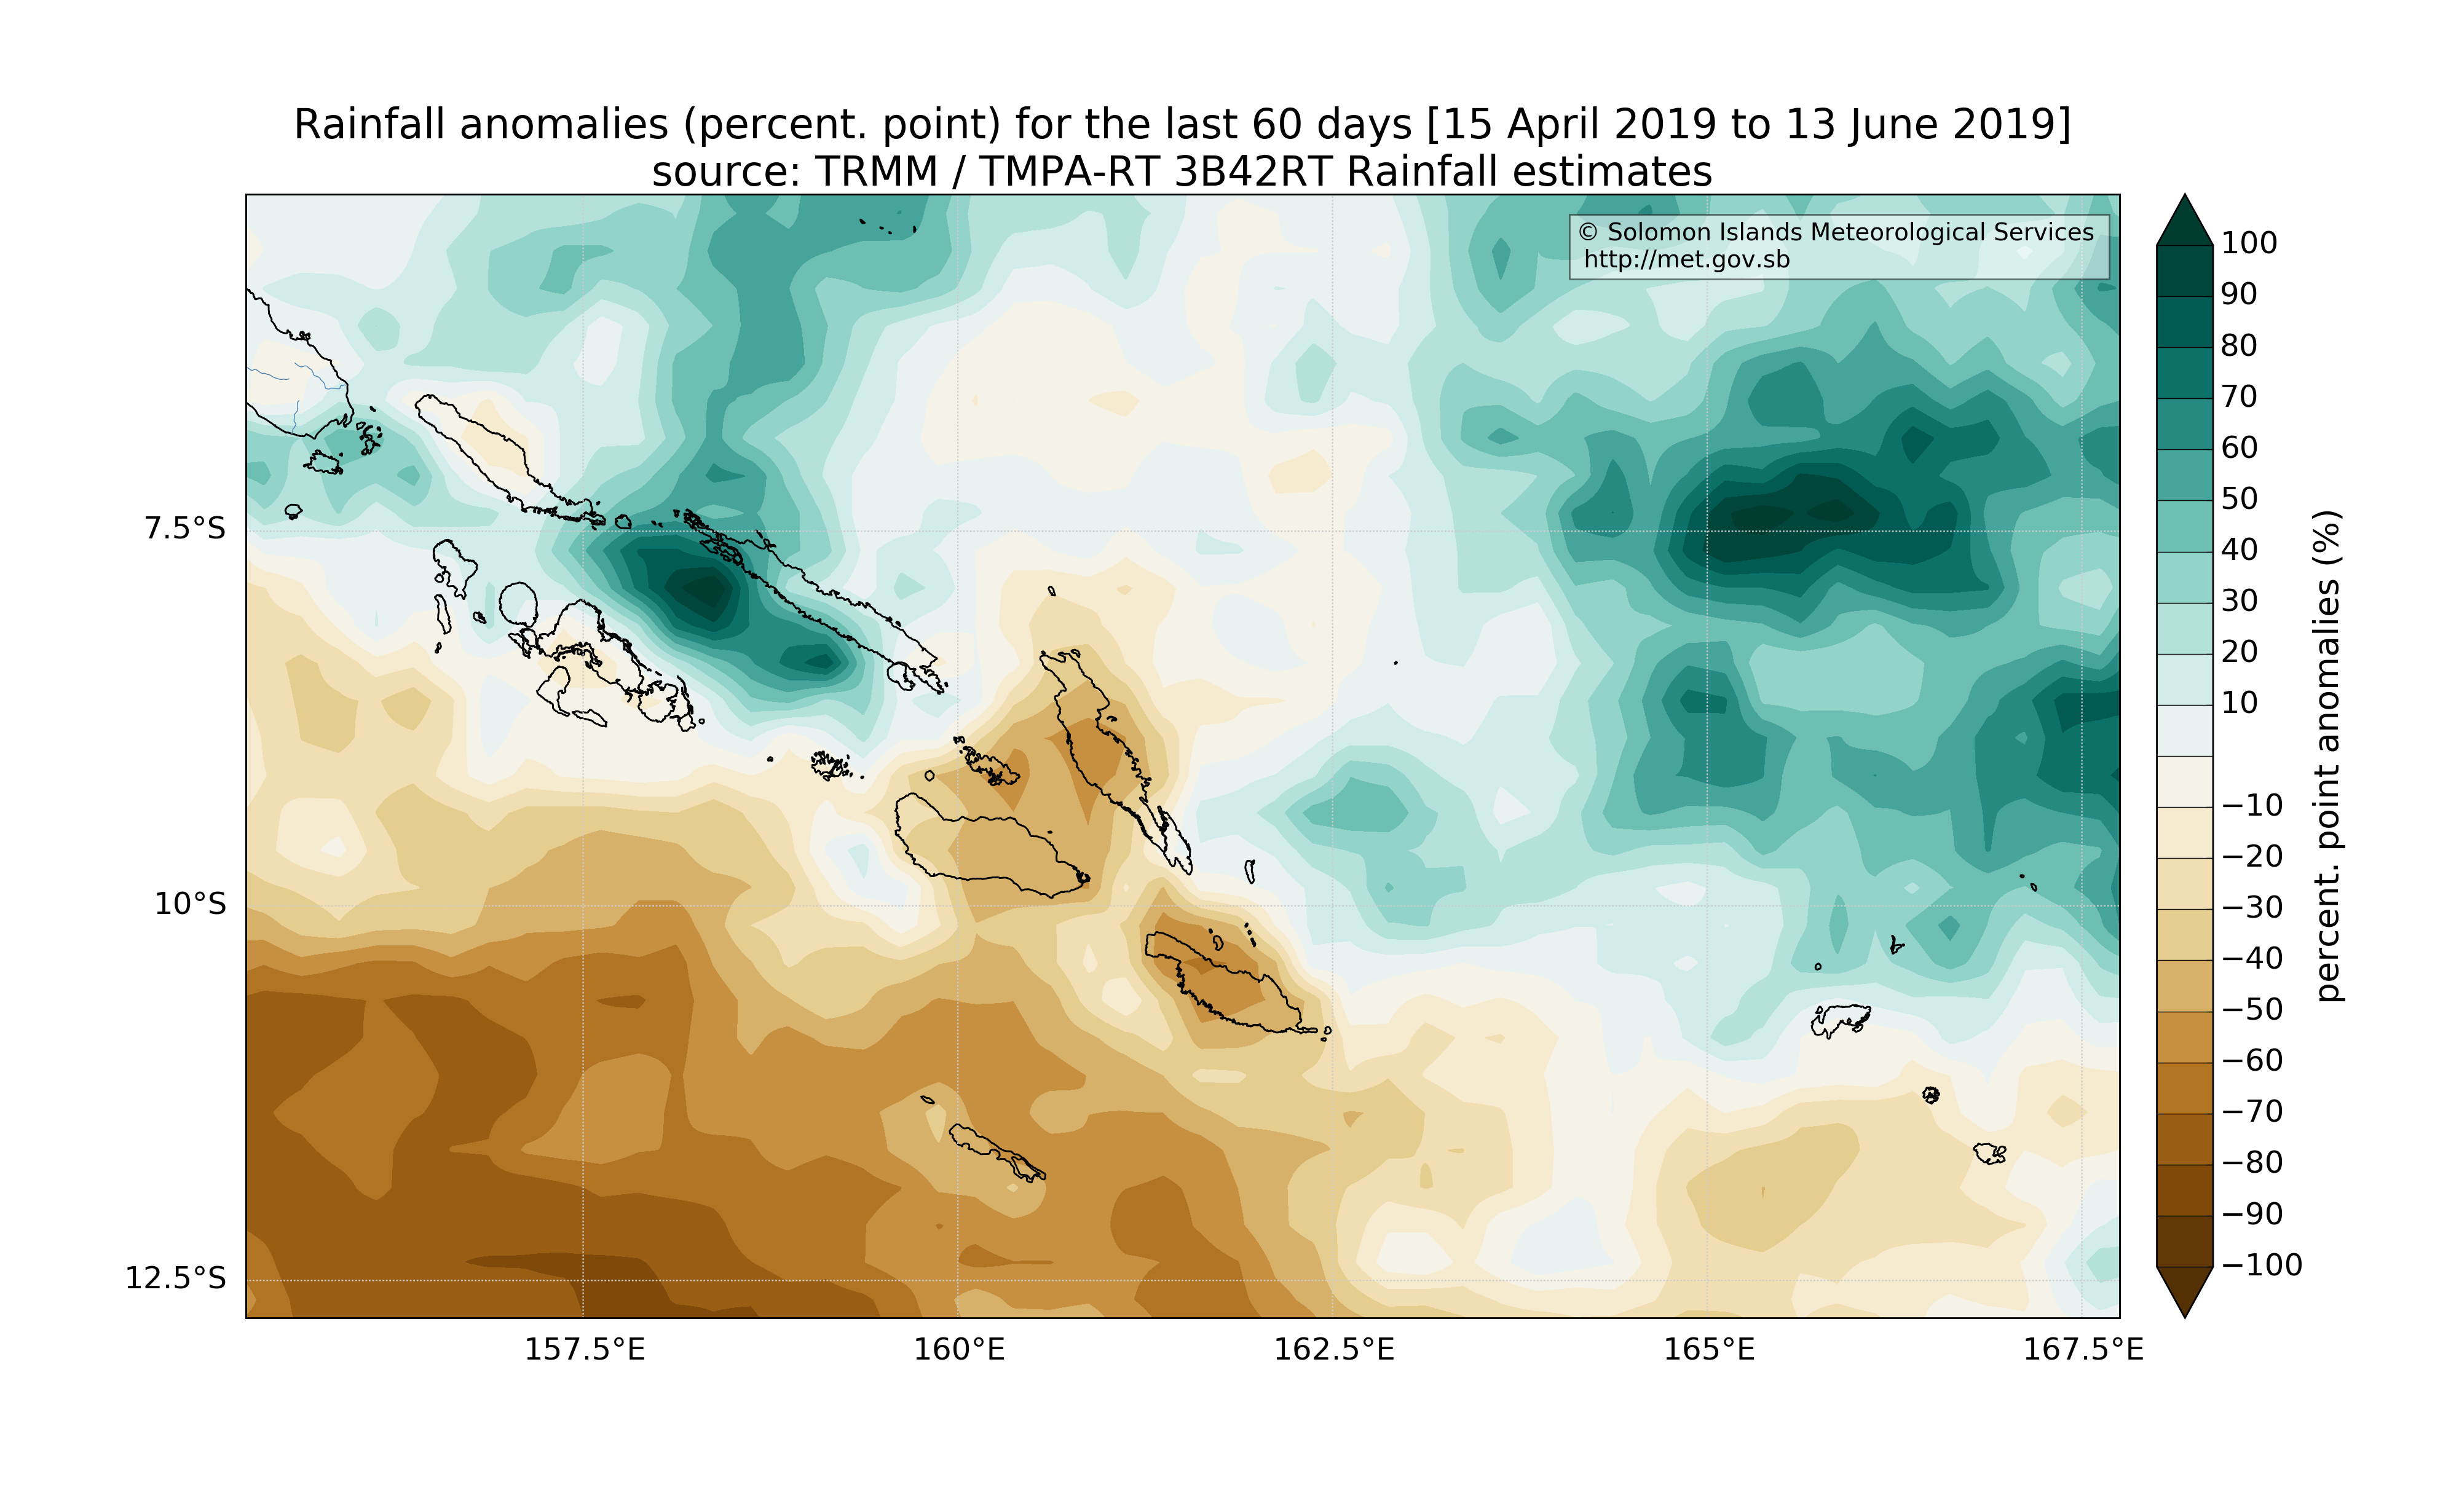 Rainfall anomalies (percent. point) for the last 60 days [15 April 2019 to 13 June 2019]
source: TRMM / TMPA-RT 3B42RT Rainfall estimates
© Solomon Islands Meteorological Services
http://met.gov.sb
7.5°S
10°S
12.5°S
157.5°E
160°E
162.5°E
165°E
167.5°E
100
90
80
70
60
50
40
30
20
10
−10
−20
−30
−40
−50
−60
−70
−80
−90
−100
percent. point anomalies (%)